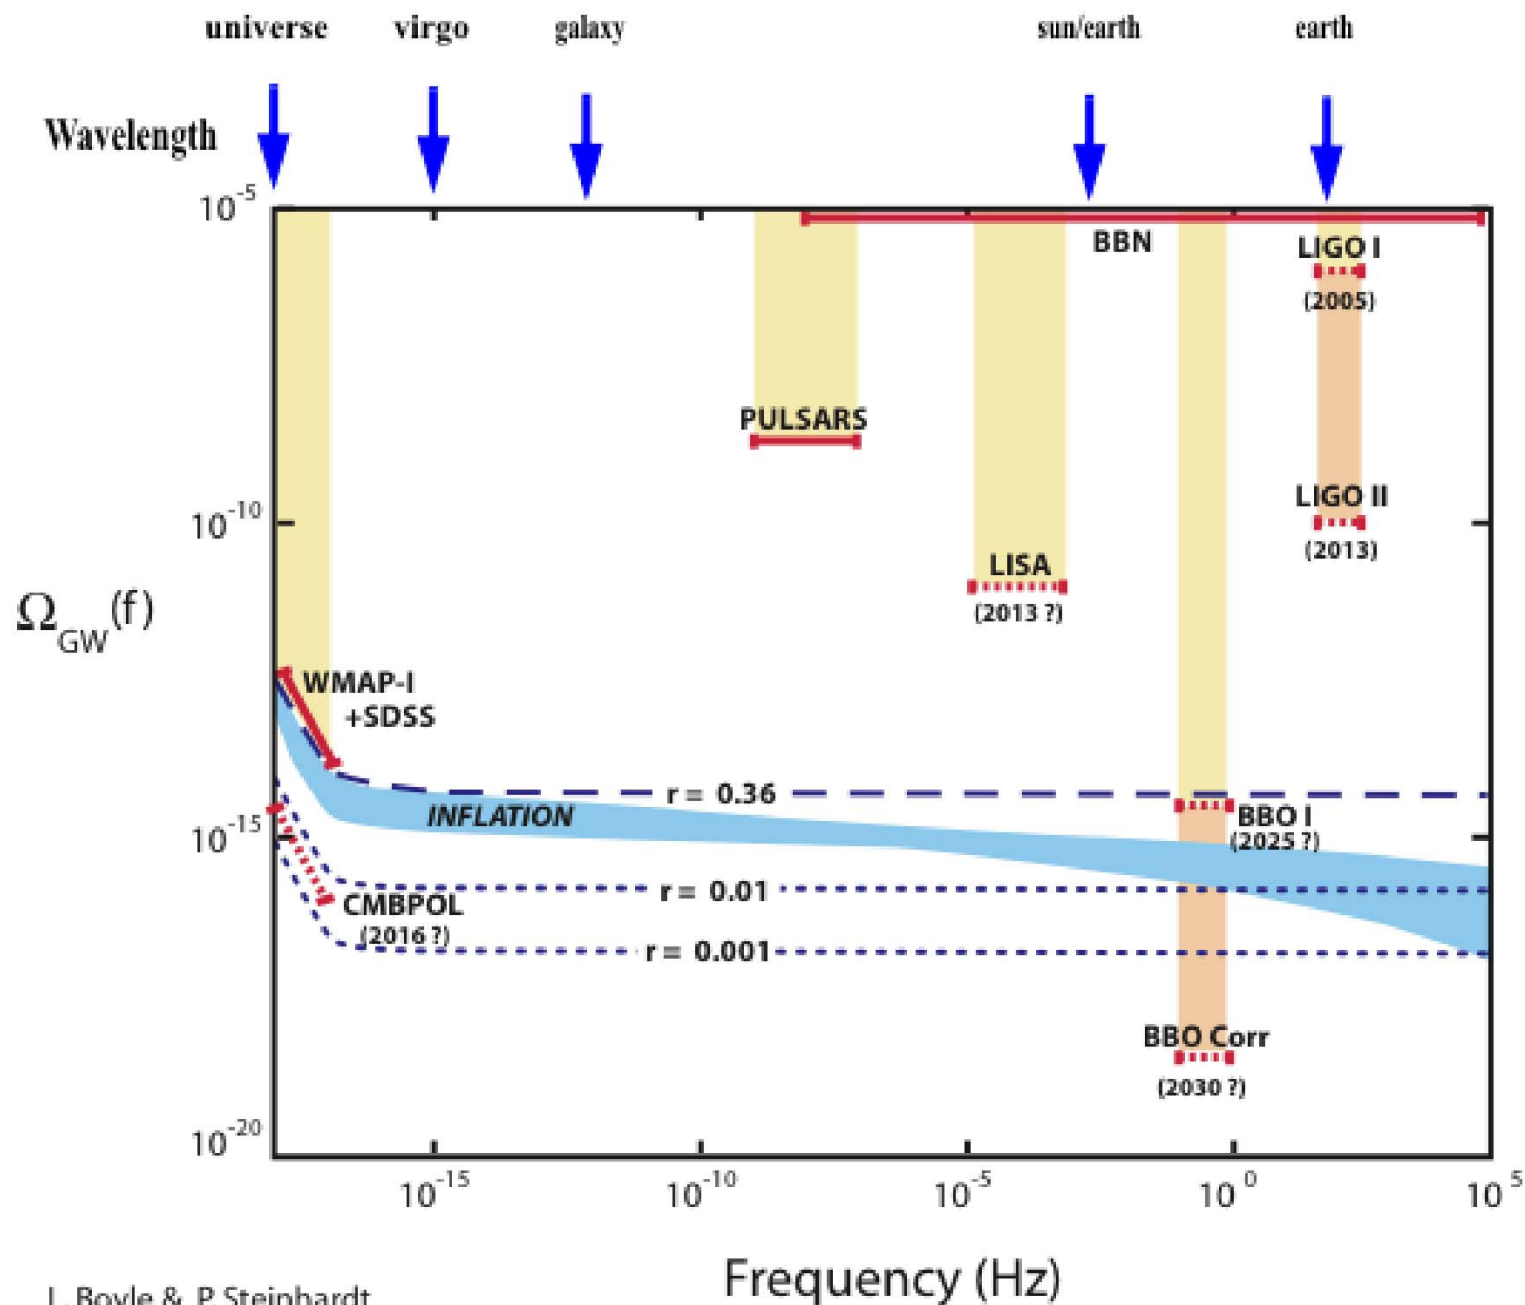 universe virgo galaxy sun/earth earth
Wavelength
10^-5
BBN
LIGO I
(2005)
PULSARS
LIGO II
10^-10
(2013)
LISA
(2013 ?)
Ω_GW(f)
WMAP-I
+SDSS
r = 0.36
INFLATION
BBO I
10^-15
(2025 ?)
r = 0.01
CMBPOL
(2016 ?)
r = 0.001
BBO Corr
(2030 ?)
10^-20
10^-15 10^-10 10^-5 10^0 10^5
Frequency (Hz)
L. Boyle & P. Steinhardt